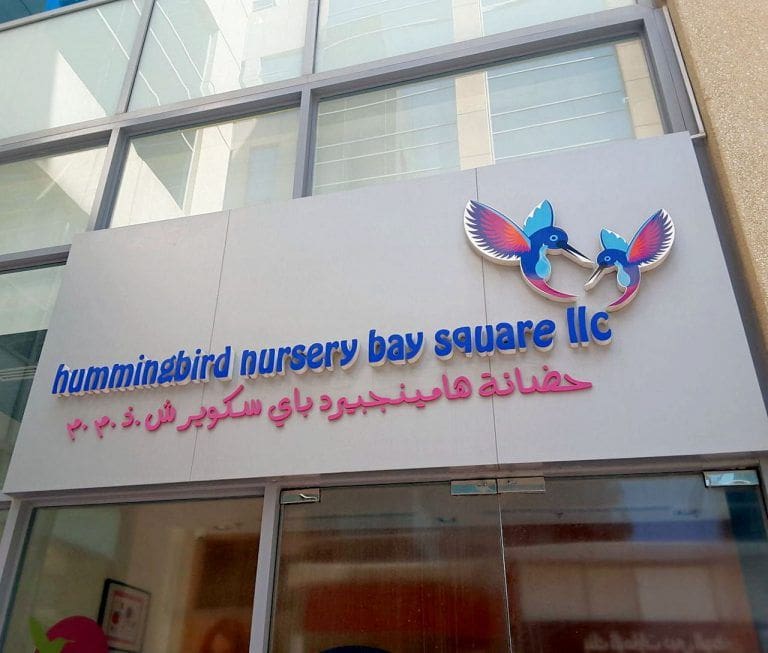 hummingbird nursery bay square llc
حضانة هامينجبيرد باي سكوير ش.ذ.م.م